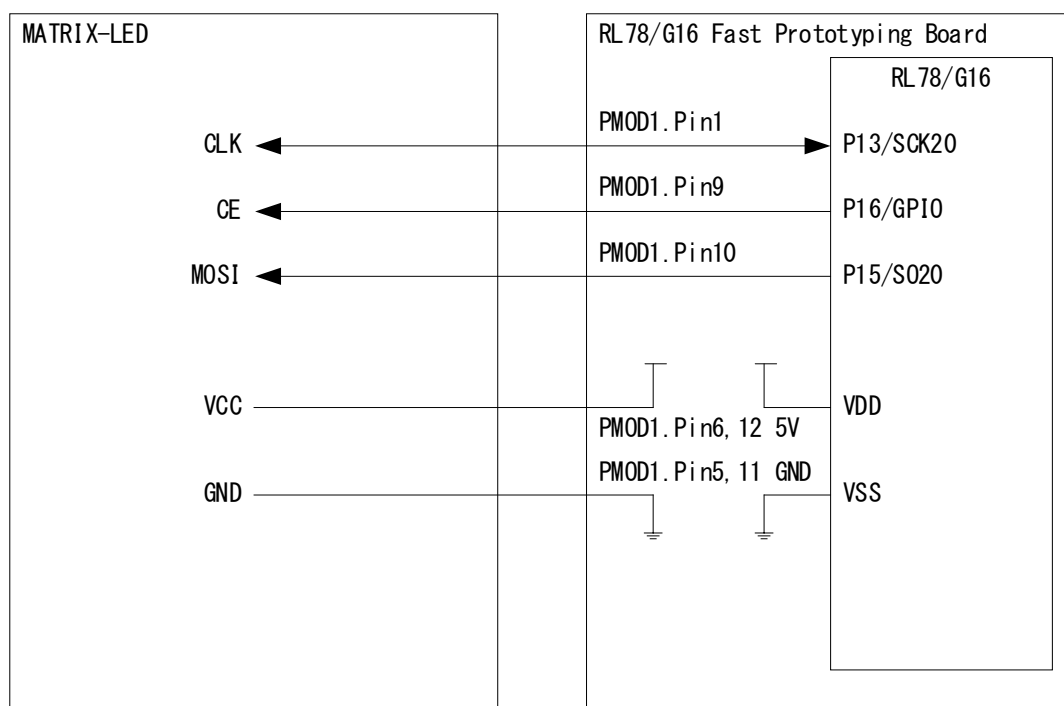 MATRIX-LED
RL78/G16 Fast Prototyping Board
RL78/G16
PMOD1.Pin1
CLK
P13/SCK20
PMOD1.Pin9
CE
P16/GPIO
PMOD1.Pin10
MOSI
P15/SO20
VCC
VDD
PMOD1.Pin6,12 5V
PMOD1.Pin5,11 GND
GND
VSS